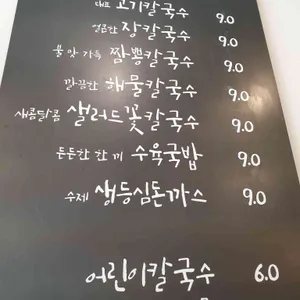 대표 고기칼국수 9.0
얼큰한 장칼국수 9.0
불맛 가득 짬뽕칼국수 9.0
깔끔한 해물칼국수 9.0
새콤달콤 샐러드꽃칼국수 9.0
든든한 한 끼 수육국밥 9.0
수제 생등심돈까스 9.0
어린이칼국수 6.0